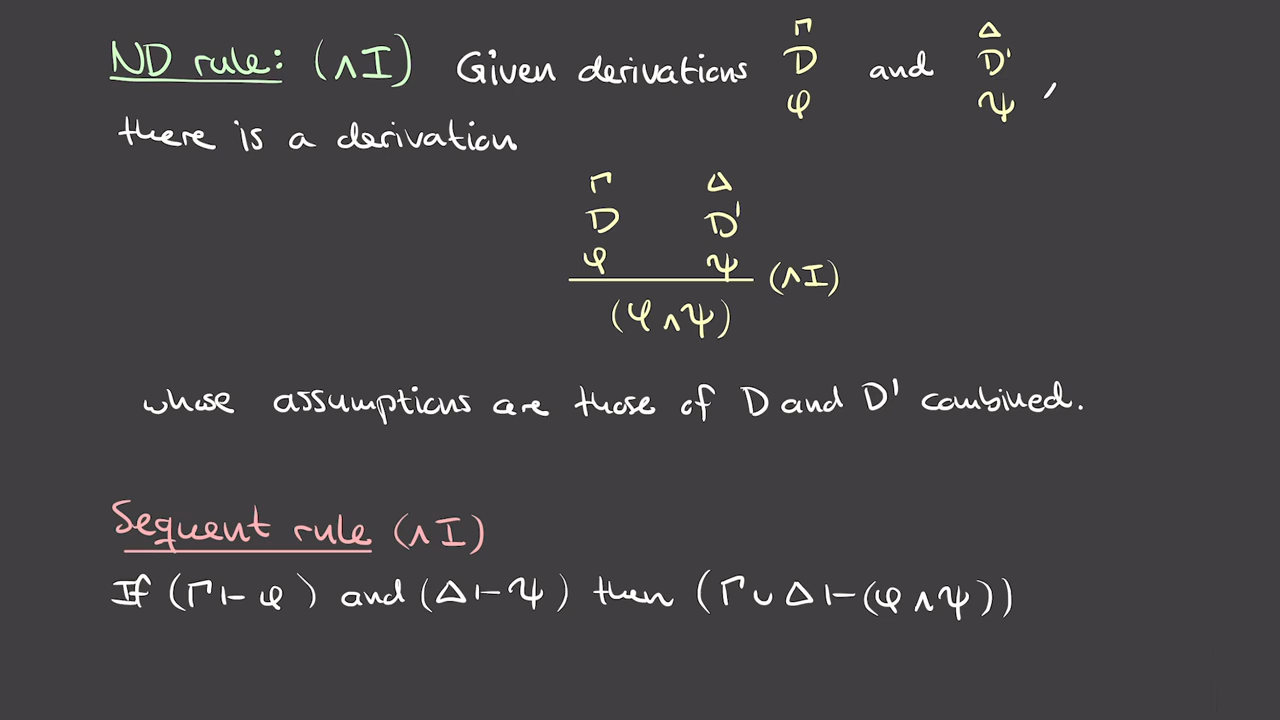 Γ Δ
ND rule: (∧I) Given derivations D and D' ,
φ ψ
there is a derivation
Γ Δ
D D'
φ ψ (∧I)
(φ ∧ ψ)
whose assumptions are those of D and D' combined.
Sequent rule (∧I)
If (Γ ⊢ φ) and (Δ ⊢ ψ) then (Γ ∪ Δ ⊢ (φ ∧ ψ))